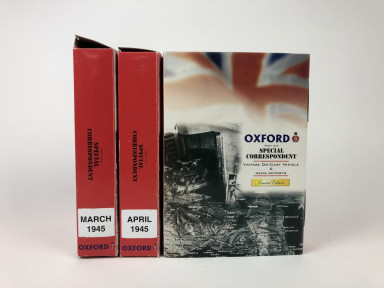 SPECIAL
CORRESPONDENT
MARCH
1945
OXFORD
SPECIAL
CORRESPONDENT
APRIL
1945
OXFORD
OXFORD
SPECIAL
CORRESPONDENT
VINTAGE DIE-CAST VEHICLE
&
NEWS REPORTS
Limited Edition